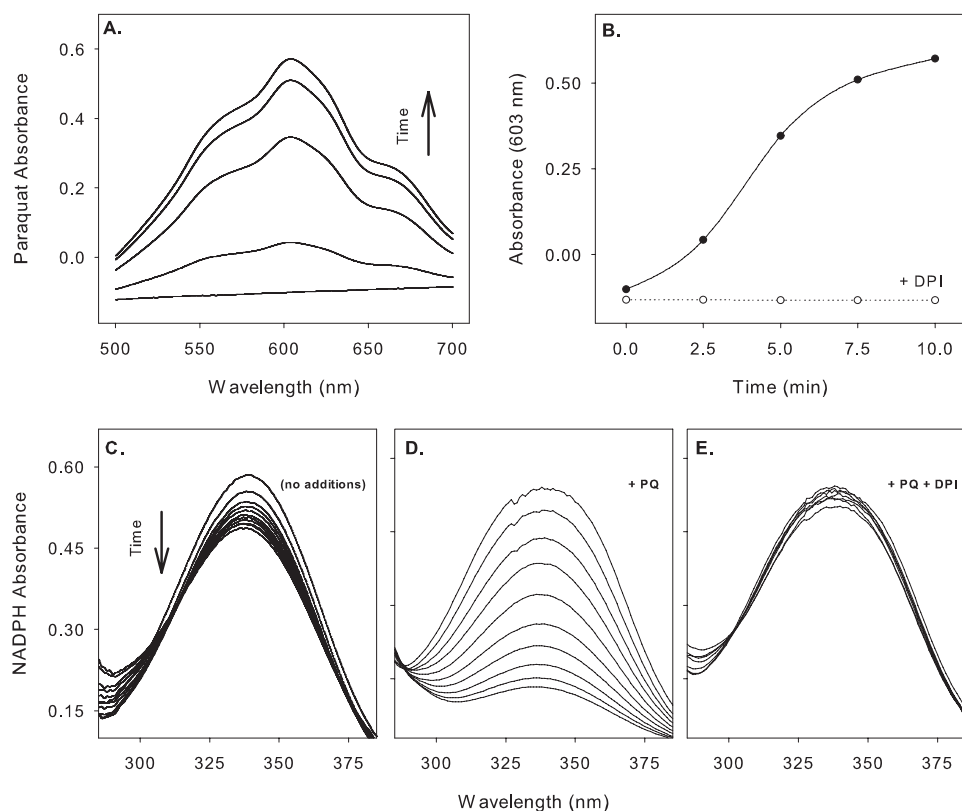 A.
Paraquat Absorbance
0.6
0.4
0.2
0.0
Time
500 550 600 650 700
Wavelength (nm)
B.
Absorbance (603 nm)
0.50
0.25
0.00
+ DPI
0.0 2.5 5.0 7.5 10.0
Time (min)
C.
(no additions)
NADPH Absorbance
0.60
0.45
0.30
0.15
Time
300 325 350 375
D.
+ PQ
300 325 350 375
E.
+ PQ + DPI
300 325 350 375
Wavelength (nm)